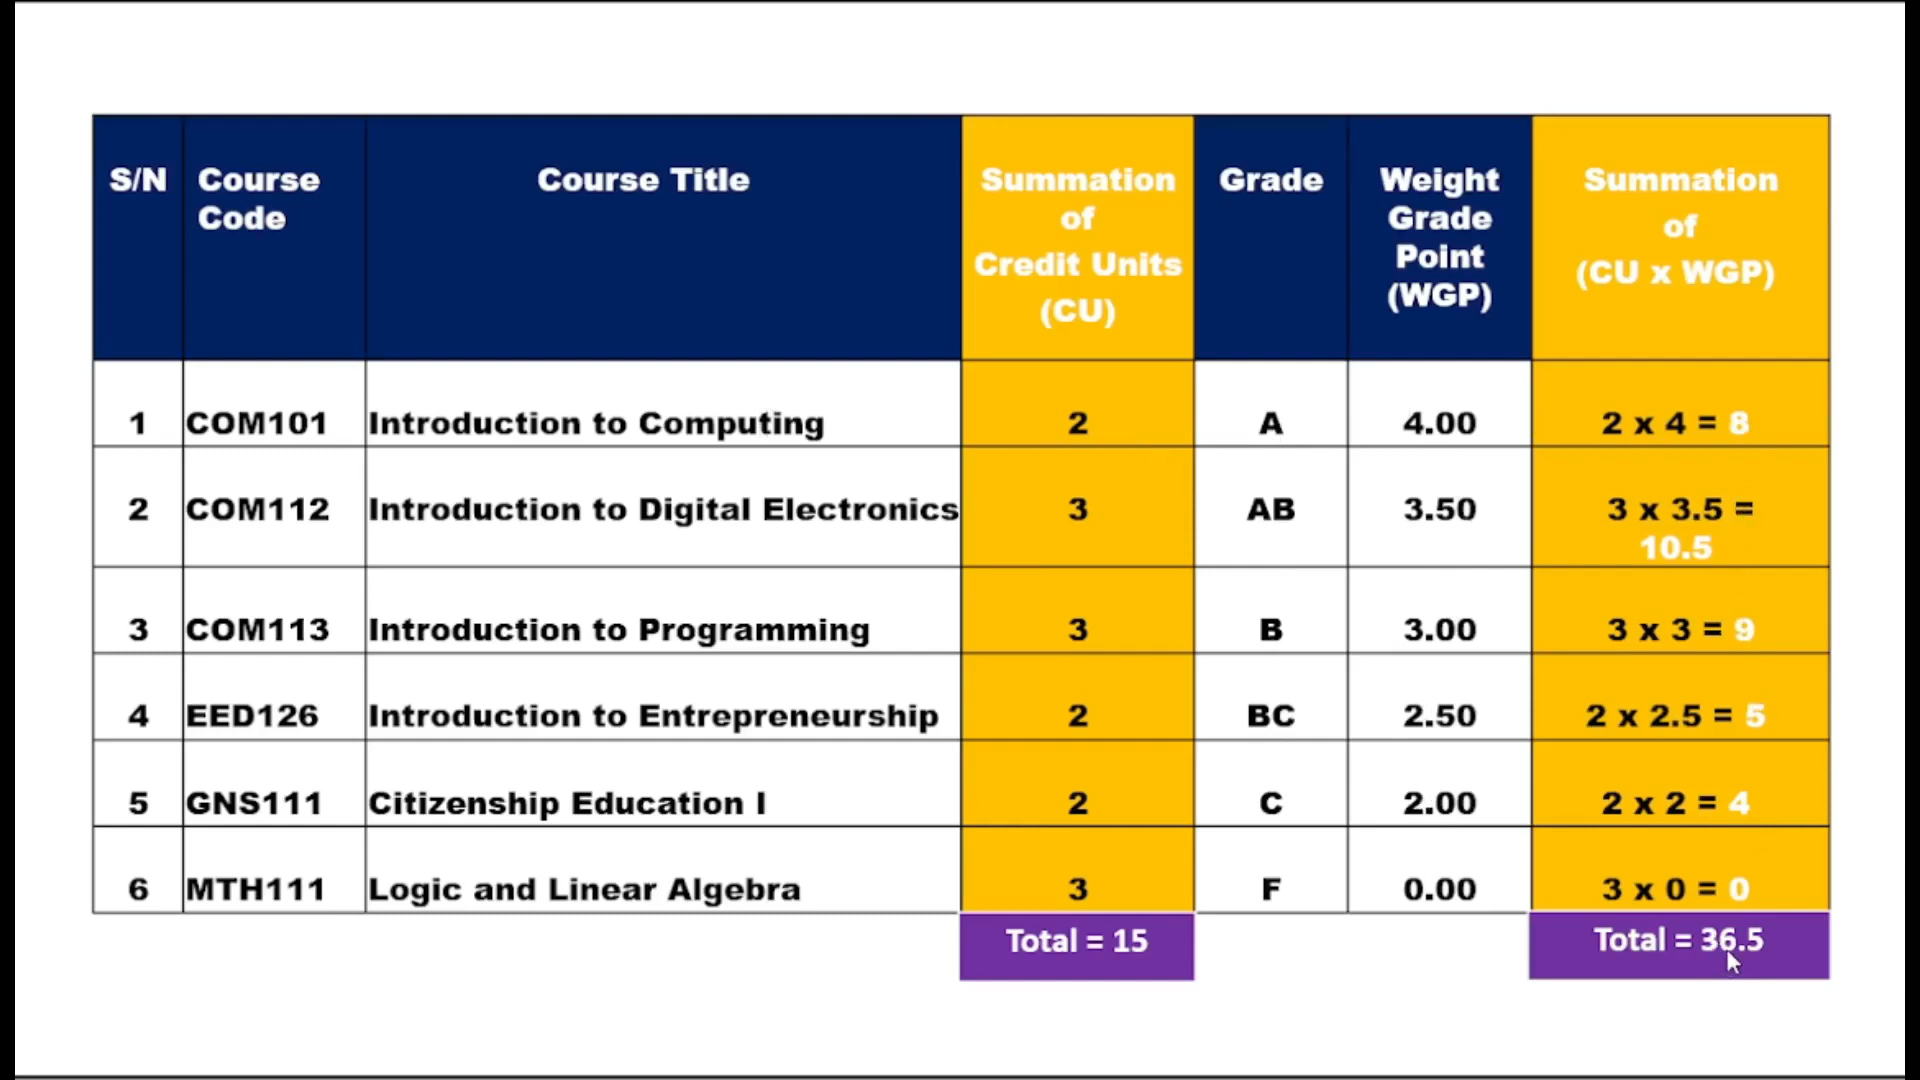 S/N Course Code Course Title Summation of Credit Units (CU) Grade Weight Grade Point (WGP) Summation of (CU x WGP)
1 COM101 Introduction to Computing 2 A 4.00 2 x 4 = 8
2 COM112 Introduction to Digital Electronics 3 AB 3.50 3 x 3.5 = 10.5
3 COM113 Introduction to Programming 3 B 3.00 3 x 3 = 9
4 EED126 Introduction to Entrepreneurship 2 BC 2.50 2 x 2.5 = 5
5 GNS111 Citizenship Education I 2 C 2.00 2 x 2 = 4
6 MTH111 Logic and Linear Algebra 3 F 0.00 3 x 0 = 0
Total = 15 Total = 36.5